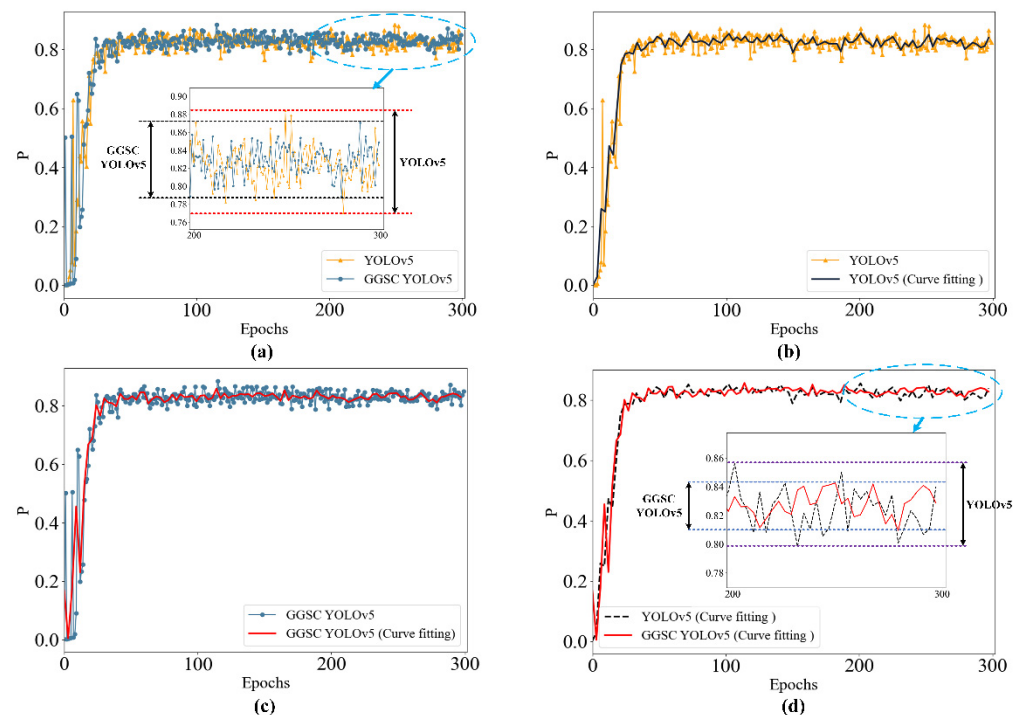 0.8
0.6
0.4
0.2
0.0
P
0.90
0.88
0.86
0.84
0.82
0.80
0.78
0.76
200
300
GGSC
YOLOv5
YOLOv5
YOLOv5
GGSC YOLOv5
0
100
200
300
Epochs
(a)
0.8
0.6
0.4
0.2
0.0
P
YOLOv5
YOLOv5 (Curve fitting )
0
100
200
300
Epochs
(b)
0.8
0.6
0.4
0.2
0.0
P
GGSC YOLOv5
GGSC YOLOv5 (Curve fitting)
0
100
200
300
Epochs
(c)
0.8
0.6
0.4
0.2
0.0
P
0.86
0.84
0.82
0.80
0.78
200
300
GGSC
YOLOv5
YOLOv5
YOLOv5 (Curve fitting )
GGSC YOLOv5 (Curve fitting )
0
100
200
300
Epochs
(d)